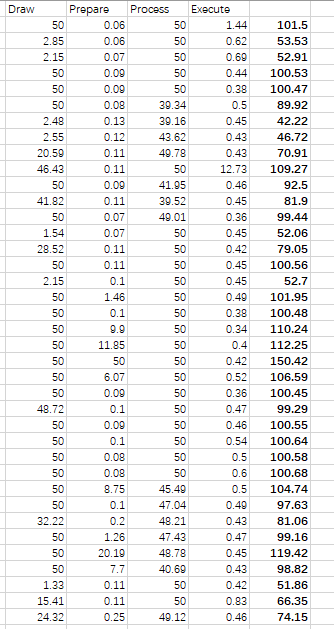 Draw Prepare Process Execute
50 0.06 50 1.44 101.5
2.85 0.06 50 0.62 53.53
2.15 0.07 50 0.69 52.91
50 0.09 50 0.44 100.53
50 0.09 50 0.38 100.47
50 0.08 39.34 0.5 89.92
2.48 0.13 39.16 0.45 42.22
2.55 0.12 43.62 0.43 46.72
20.59 0.11 49.78 0.43 70.91
46.43 0.11 50 12.73 109.27
50 0.09 41.95 0.46 92.5
41.82 0.11 39.52 0.45 81.9
50 0.07 49.01 0.36 99.44
1.54 0.07 50 0.45 52.06
28.52 0.11 50 0.42 79.05
50 0.11 50 0.45 100.56
2.15 0.1 50 0.45 52.7
50 1.46 50 0.49 101.95
50 0.1 50 0.38 100.48
50 9.9 50 0.34 110.24
50 11.85 50 0.4 112.25
50 50 50 0.42 150.42
50 6.07 50 0.52 106.59
50 0.09 50 0.36 100.45
48.72 0.1 50 0.47 99.29
50 0.09 50 0.46 100.55
50 0.1 50 0.54 100.64
50 0.08 50 0.5 100.58
50 0.08 50 0.6 100.68
50 8.75 45.49 0.5 104.74
50 0.1 47.04 0.49 97.63
32.22 0.2 48.21 0.43 81.06
50 1.26 47.43 0.47 99.16
50 20.19 48.78 0.45 119.42
50 7.7 40.69 0.43 98.82
1.33 0.11 50 0.42 51.86
15.41 0.11 50 0.83 66.35
24.32 0.25 49.12 0.46 74.15